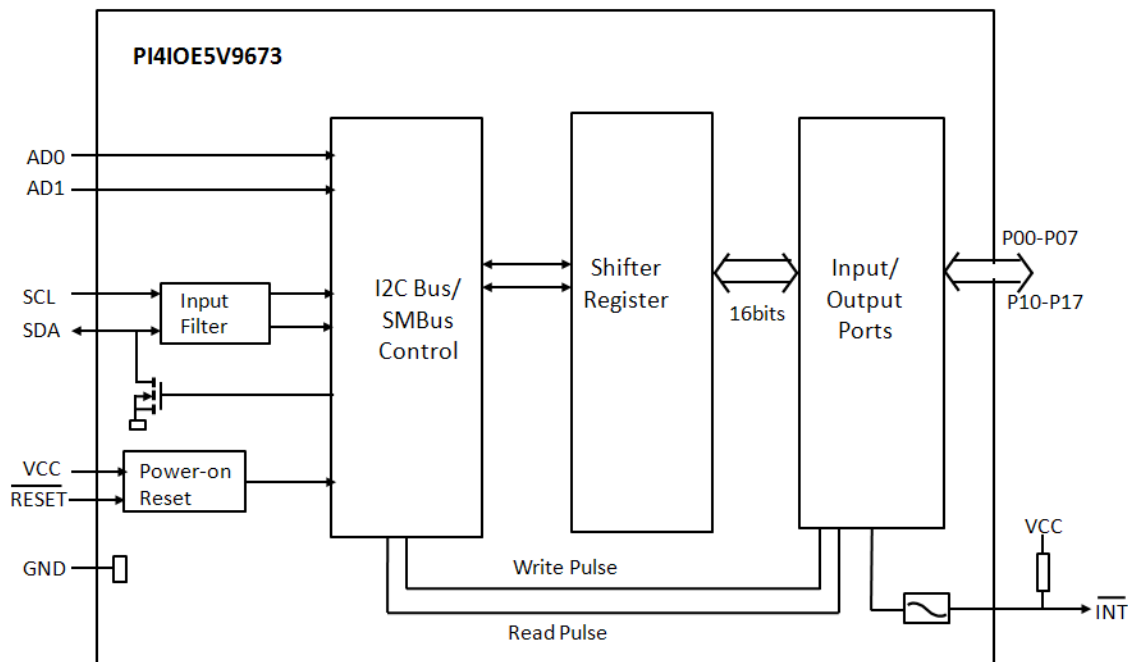 PI4IOE5V9673
AD0
AD1
SCL
SDA
Input
Filter
I2C Bus/
SMBus
Control
Shifter
Register
16bits
Input/
Output
Ports
P00-P07
P10-P17
VCC
RESET
Power-on
Reset
GND
Write Pulse
Read Pulse
VCC
INT